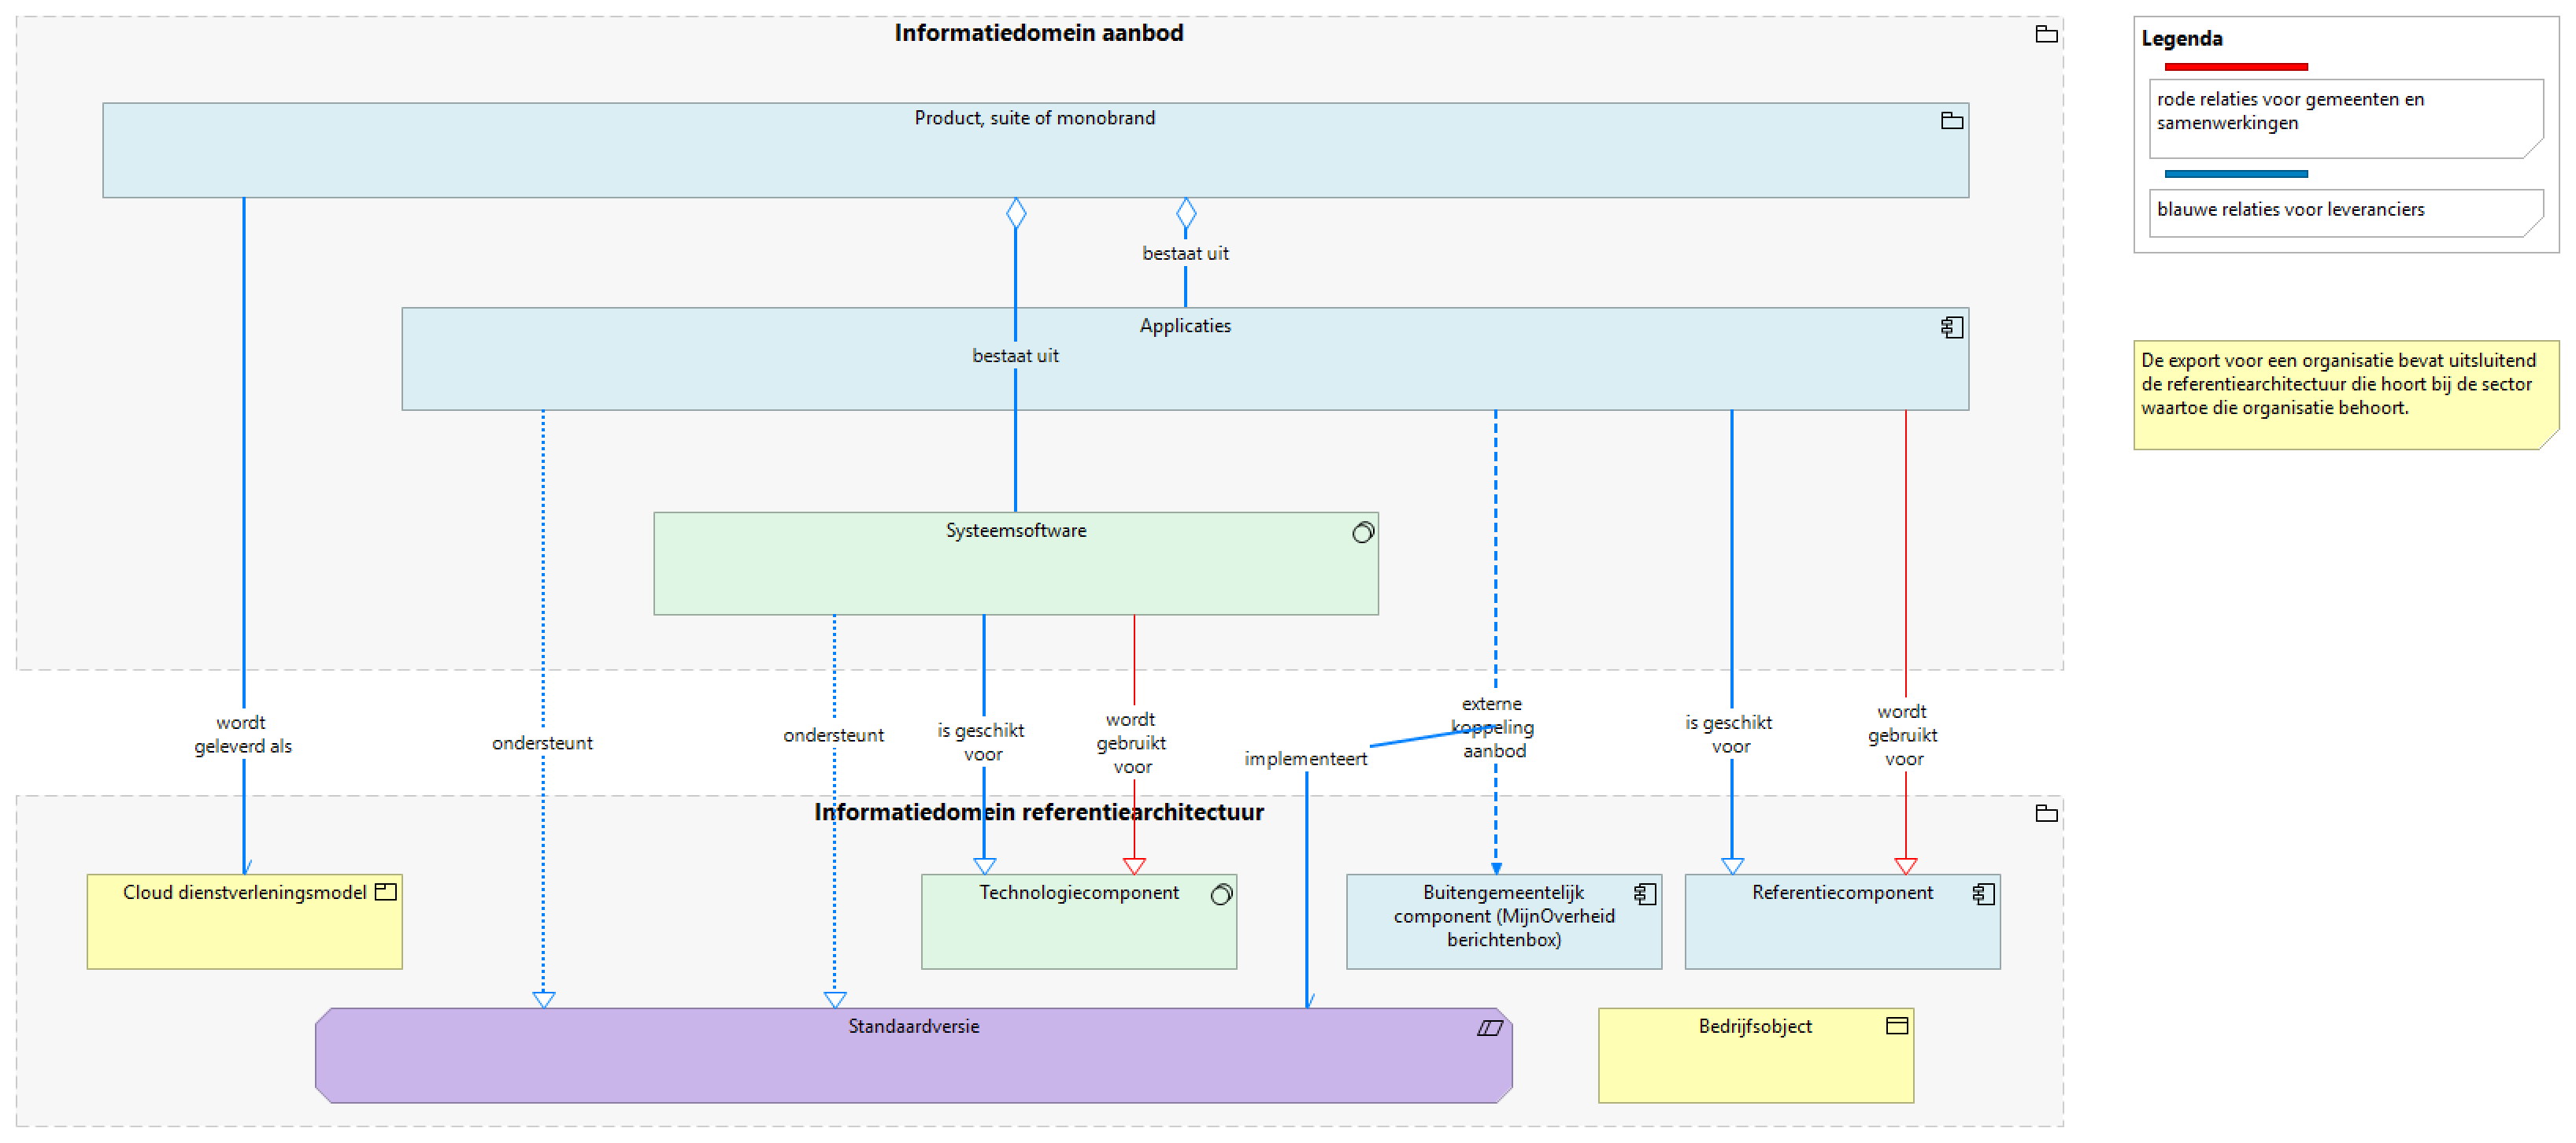 Informatiedomein aanbod
Product, suite of monobrand
bestaat uit
Applicaties
bestaat uit
Systeemsoftware
wordt
geleverd als
ondersteunt
ondersteunt
is geschikt
voor
wordt
gebruikt
voor
implementeert
externe
koppeling
aanbod
is geschikt
voor
wordt
gebruikt
voor
Informatiedomein referentiearchitectuur
Cloud dienstverleningsmodel
Technologiecomponent
Buitengemeentelijk
component (MijnOverheid
berichtenbox)
Referentiecomponent
Standaardversie
Bedrijfsobject
Legenda
rode relaties voor gemeenten en
samenwerkingen
blauwe relaties voor leveranciers
De export voor een organisatie bevat uitsluitend
de referentiearchitectuur die hoort bij de sector
waartoe die organisatie behoort.